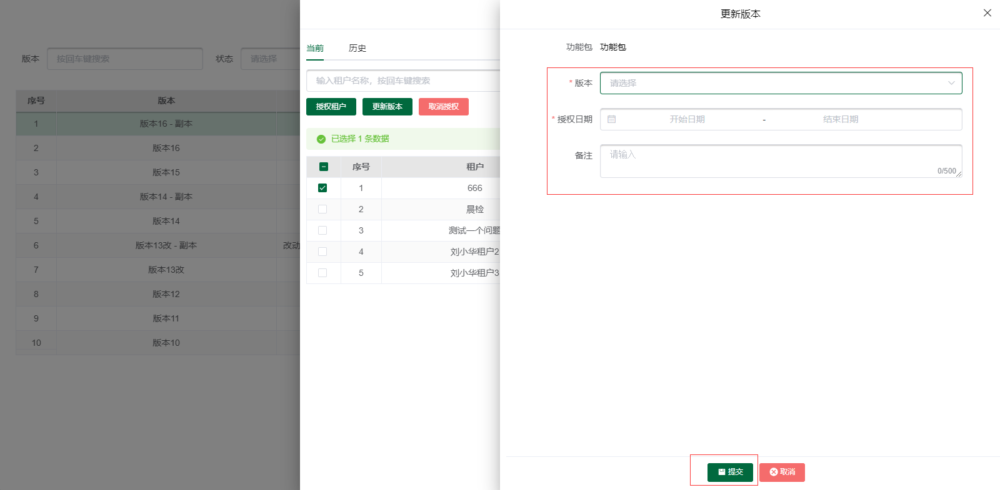 版本 按回车键搜索 状态 请选择
序号 版本
1 版本16 - 副本
2 版本16
3 版本15
4 版本14 - 副本
5 版本14
6 版本13改 - 副本 改动
7 版本13改
8 版本12
9 版本11
10 版本10
当前 历史
输入租户名称，按回车键搜索
授权租户 更新版本 取消授权
已选择 1 条数据
序号 租户
1 666
2 晨检
3 测试一个问题
4 刘小华租户2
5 刘小华租户3
更新版本
功能包 功能包
* 版本 请选择
* 授权日期 开始日期 - 结束日期
备注 请输入
0/500
提交 取消